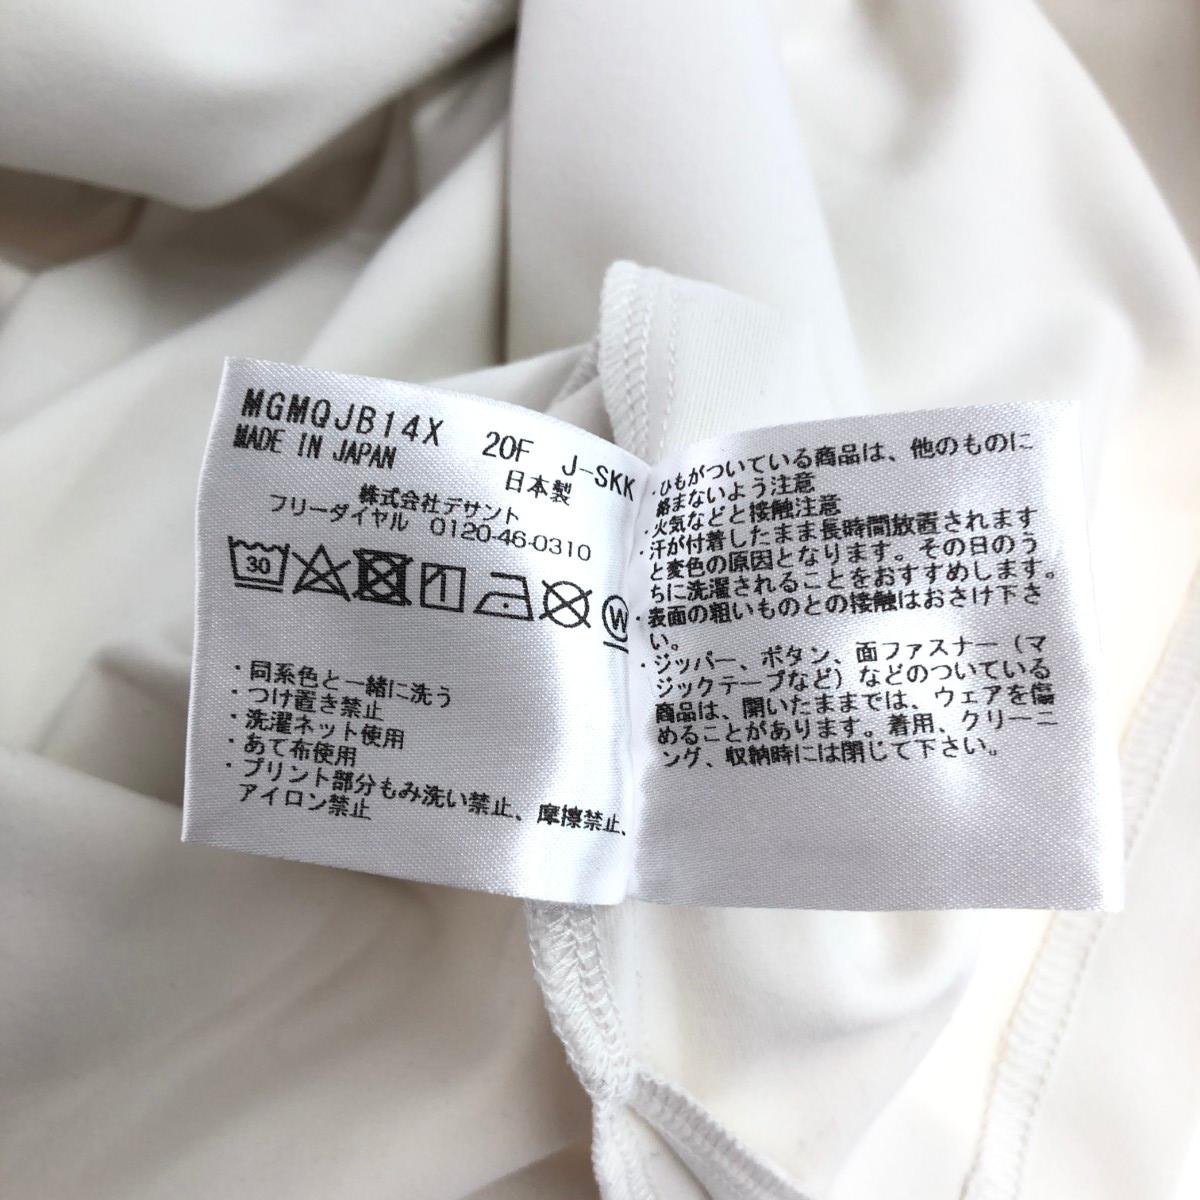 MGMQJB14X 20F J-SKK
MADE IN JAPAN 日本製
株式会社デサント
フリーダイヤル 0120-46-0310
30
W
・同系色と一緒に洗う
・つけ置き禁止
・洗濯ネット使用
・あて布使用
・プリント部分もみ洗い禁止、摩擦禁止、
アイロン禁止
・ひもがついている商品は、他のものに
絡まないよう注意
・火気などと接触注意
・汗が付着したまま長時間放置されます
と変色の原因となります。その日のう
ちに洗濯されることをおすすめします。
・表面の粗いものとの接触はおさけ下さ
い。
・ジッパー、ボタン、面ファスナー（マ
ジックテープなど）などのついている
商品は、開いたままでは、ウェアを傷
めることがあります。着用、クリーニ
ング、収納時には閉じて下さい。